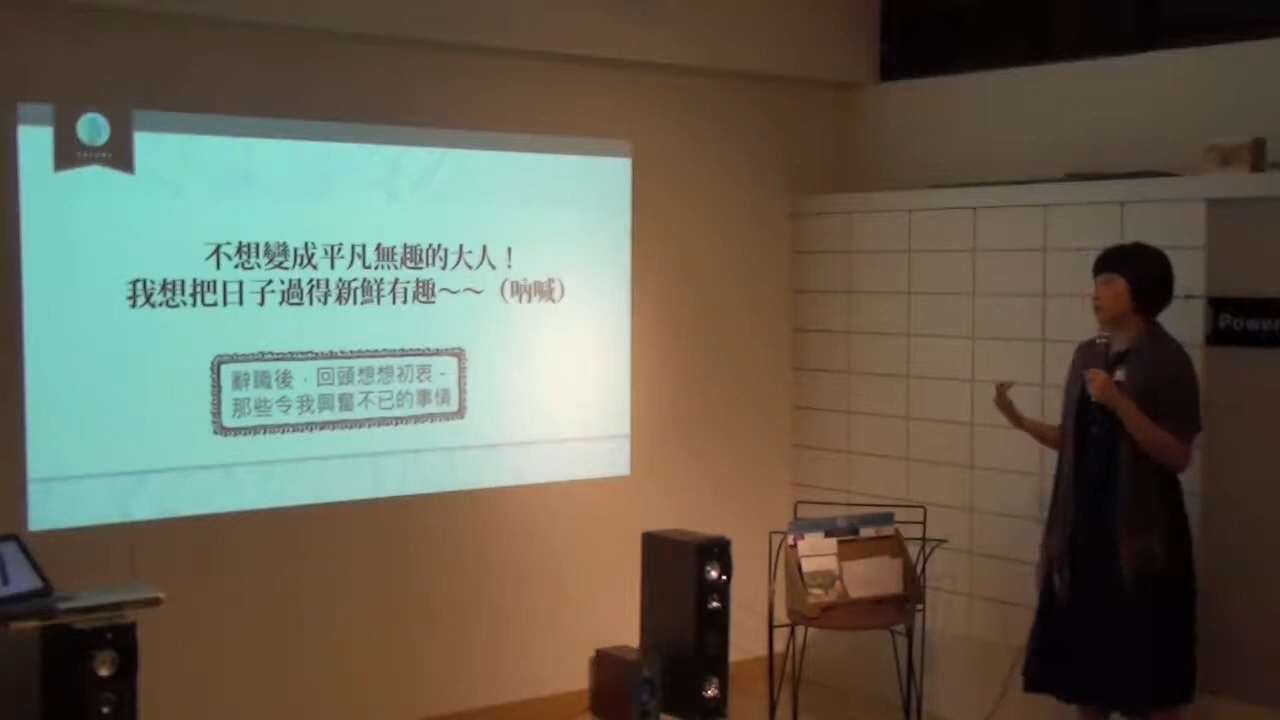 不想變成平凡無趣的大人！
我想把日子過得新鮮有趣～～（吶喊）
辭職後，回頭想想初衷，
那些令我興奮不已的事情
Power